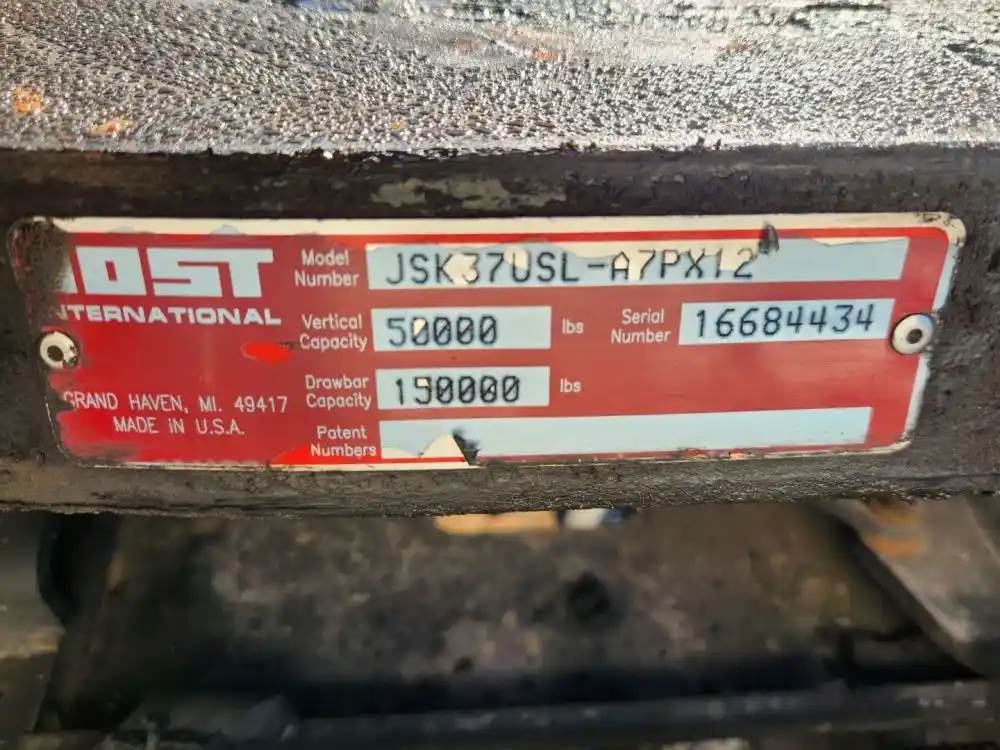 JOST
INTERNATIONAL
GRAND HAVEN, MI. 49417
MADE IN U.S.A.
Model
Number
JSK37USL-A7PX12
Vertical
Capacity
50000 lbs
Serial
Number
16684434
Drawbar
Capacity
150000 lbs
Patent
Numbers